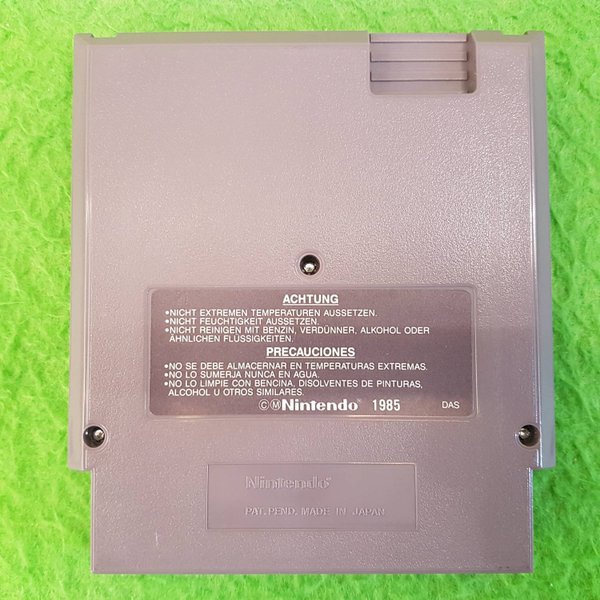 ACHTUNG
•NICHT EXTREMEN TEMPERATUREN AUSSETZEN.
•NICHT FEUCHTIGKEIT AUSSETZEN.
•NICHT REINIGEN MIT BENZIN, VERDÜNNER, ALKOHOL ODER
ÄHNLICHEN FLÜSSIGKEITEN.
PRECAUCIONES
•NO SE DEBE ALMACERNAR EN TEMPERATURAS EXTREMAS.
•NO LO SUMERJA NUNCA EN AGUA.
•NO LO LIMPIE CON BENCINA, DISOLVENTES DE PINTURAS,
ALCOHOL U OTROS SIMILARES.
©Ⓜ Nintendo® 1985 DAS
Nintendo®
PAT. PEND. MADE IN JAPAN